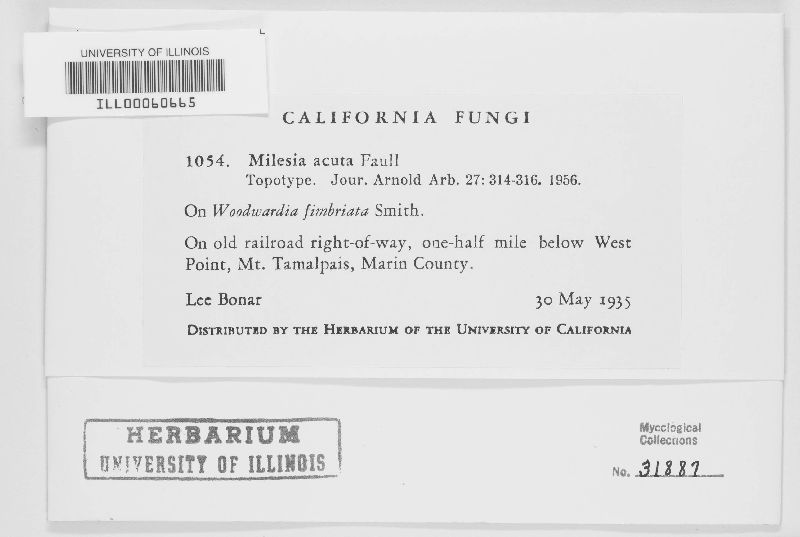 UNIVERSITY OF ILLINOIS
ILL00060665
CALIFORNIA FUNGI
1054. Milesia acuta Faull
Topotype. Jour. Arnold Arb. 27: 314-316. 1956.
On Woodwardia fimbriata Smith.
On old railroad right-of-way, one-half mile below West
Point, Mt. Tamalpais, Marin County.
Lee Bonar 30 May 1935
DISTRIBUTED BY THE HERBARIUM OF THE UNIVERSITY OF CALIFORNIA
HERBARIUM
UNIVERSITY OF ILLINOIS
Mycological
Collections
No. 31887